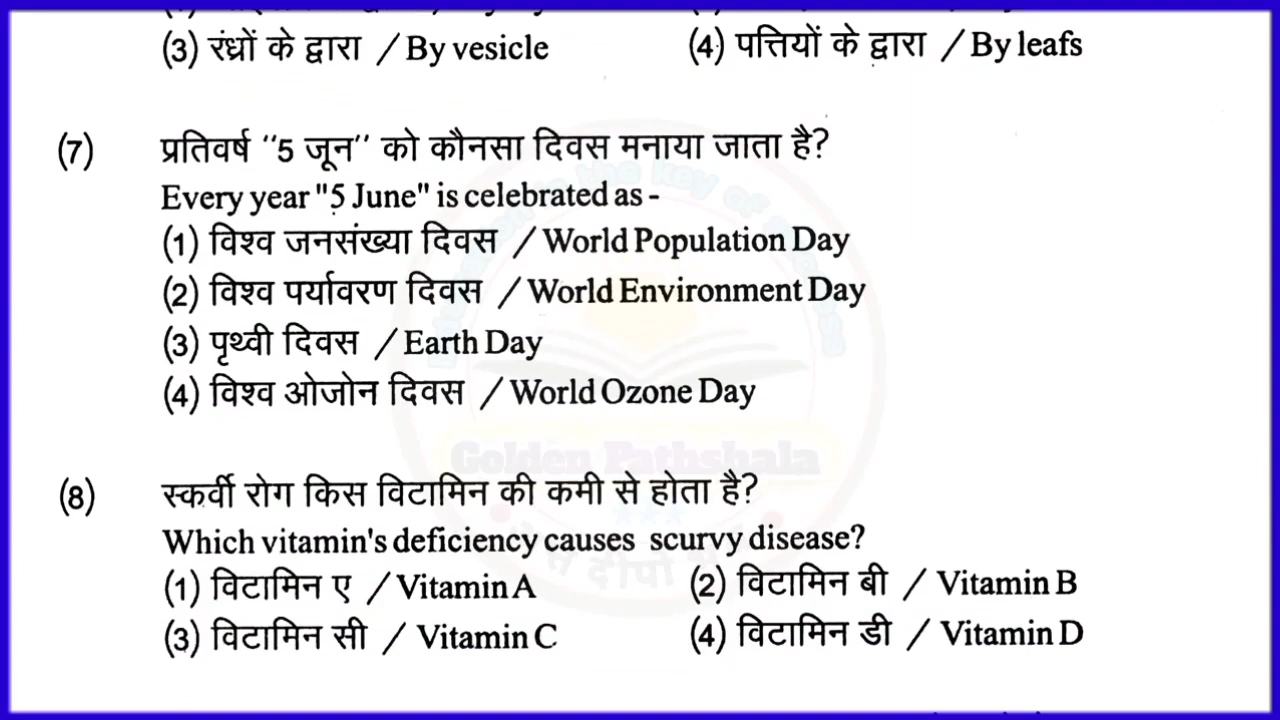 (3) रंध्रों के द्वारा / By vesicle (4) पत्तियों के द्वारा / By leafs
(7) प्रतिवर्ष "5 जून" को कौनसा दिवस मनाया जाता है?
Every year "5 June" is celebrated as -
(1) विश्व जनसंख्या दिवस / World Population Day
(2) विश्व पर्यावरण दिवस / World Environment Day
(3) पृथ्वी दिवस / Earth Day
(4) विश्व ओजोन दिवस / World Ozone Day
Golden Pathshala
(8) स्कर्वी रोग किस विटामिन की कमी से होता है?
Which vitamin's deficiency causes scurvy disease?
(1) विटामिन ए / Vitamin A (2) विटामिन बी / Vitamin B
(3) विटामिन सी / Vitamin C (4) विटामिन डी / Vitamin D